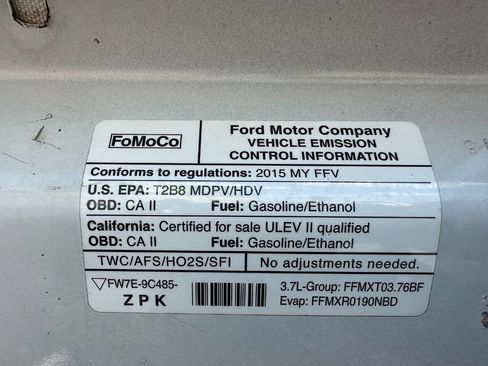 FoMoCo
Ford Motor Company
VEHICLE EMISSION
CONTROL INFORMATION
Conforms to regulations: 2015 MY FFV
U.S. EPA: T2B8 MDPV/HDV
OBD: CA II Fuel: Gasoline/Ethanol
California: Certified for sale ULEV II qualified
OBD: CA II Fuel: Gasoline/Ethanol
TWC/AFS/HO2S/SFI No adjustments needed.
FW7E-9C485-
ZPK
3.7L-Group: FFMXT03.76BF
Evap: FFMXR0190NBD